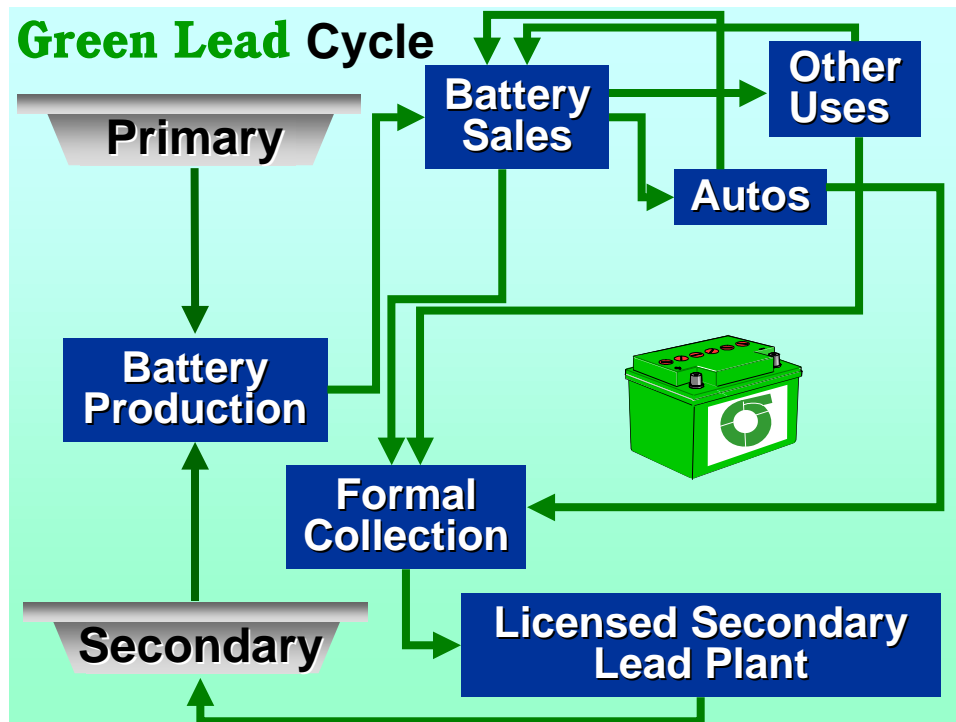 Green Lead Cycle
Primary
Battery
Sales
Other
Uses
Autos
Battery
Production
Formal
Collection
Secondary
Licensed Secondary
Lead Plant